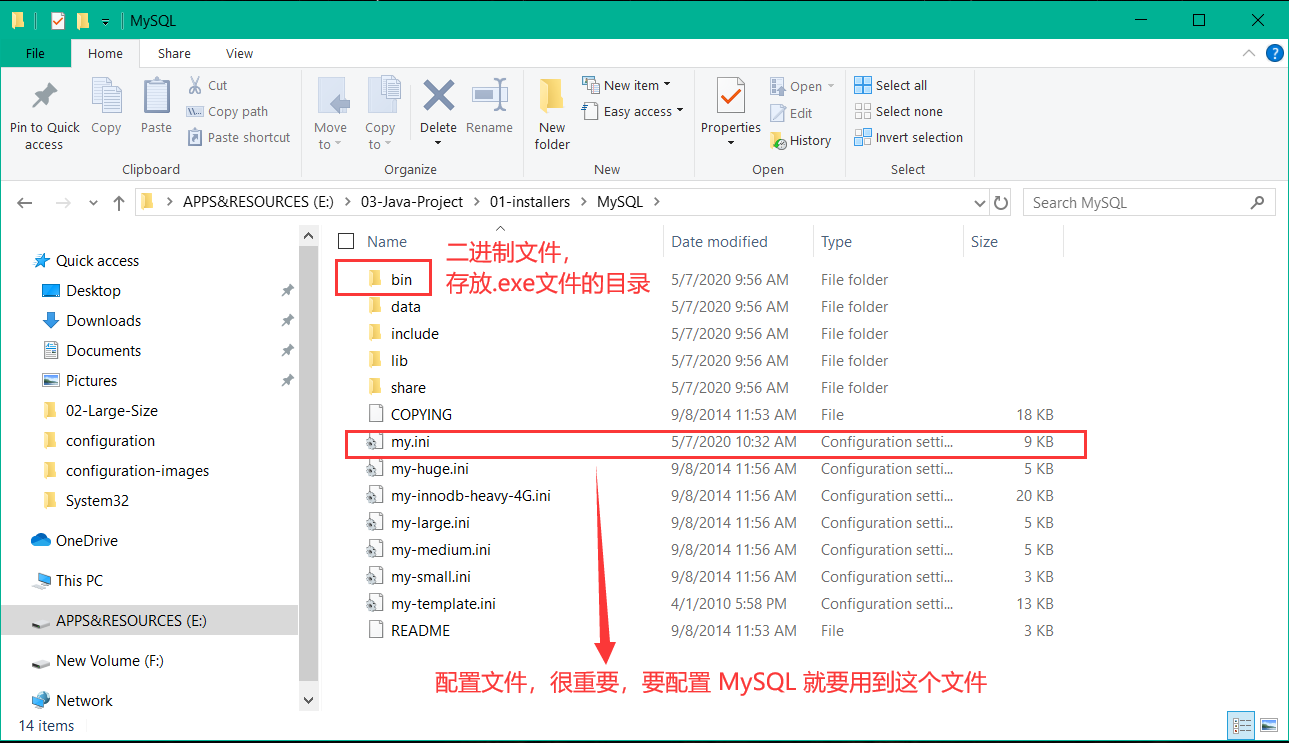 MySQL
File Home Share View
Pin to Quick access
Copy
Paste
Cut
Copy path
Paste shortcut
Clipboard
Move to
Copy to
Delete
Rename
Organize
New folder
New item
Easy access
New
Properties
Open
Edit
History
Open
Select all
Select none
Invert selection
Select
APPS&RESOURCES (E:) > 03-Java-Project > 01-installers > MySQL >
Search MySQL
Quick access
Desktop
Downloads
Documents
Pictures
02-Large-Size
configuration
configuration-images
System32
OneDrive
This PC
APPS&RESOURCES (E:)
New Volume (F:)
Network
Name Date modified Type Size
二进制文件，
存放.exe文件的目录
bin 5/7/2020 9:56 AM File folder
data 5/7/2020 9:56 AM File folder
include 5/7/2020 9:56 AM File folder
lib 5/7/2020 9:56 AM File folder
share 5/7/2020 9:56 AM File folder
COPYING 9/8/2014 11:53 AM File 18 KB
my.ini 5/7/2020 10:32 AM Configuration setti... 9 KB
my-huge.ini 9/8/2014 11:56 AM Configuration setti... 5 KB
my-innodb-heavy-4G.ini 9/8/2014 11:56 AM Configuration setti... 20 KB
my-large.ini 9/8/2014 11:56 AM Configuration setti... 5 KB
my-medium.ini 9/8/2014 11:56 AM Configuration setti... 5 KB
my-small.ini 9/8/2014 11:56 AM Configuration setti... 3 KB
my-template.ini 4/1/2010 5:58 PM Configuration setti... 13 KB
README 9/8/2014 11:53 AM File 3 KB
配置文件，很重要，要配置 MySQL 就要用到这个文件
14 items